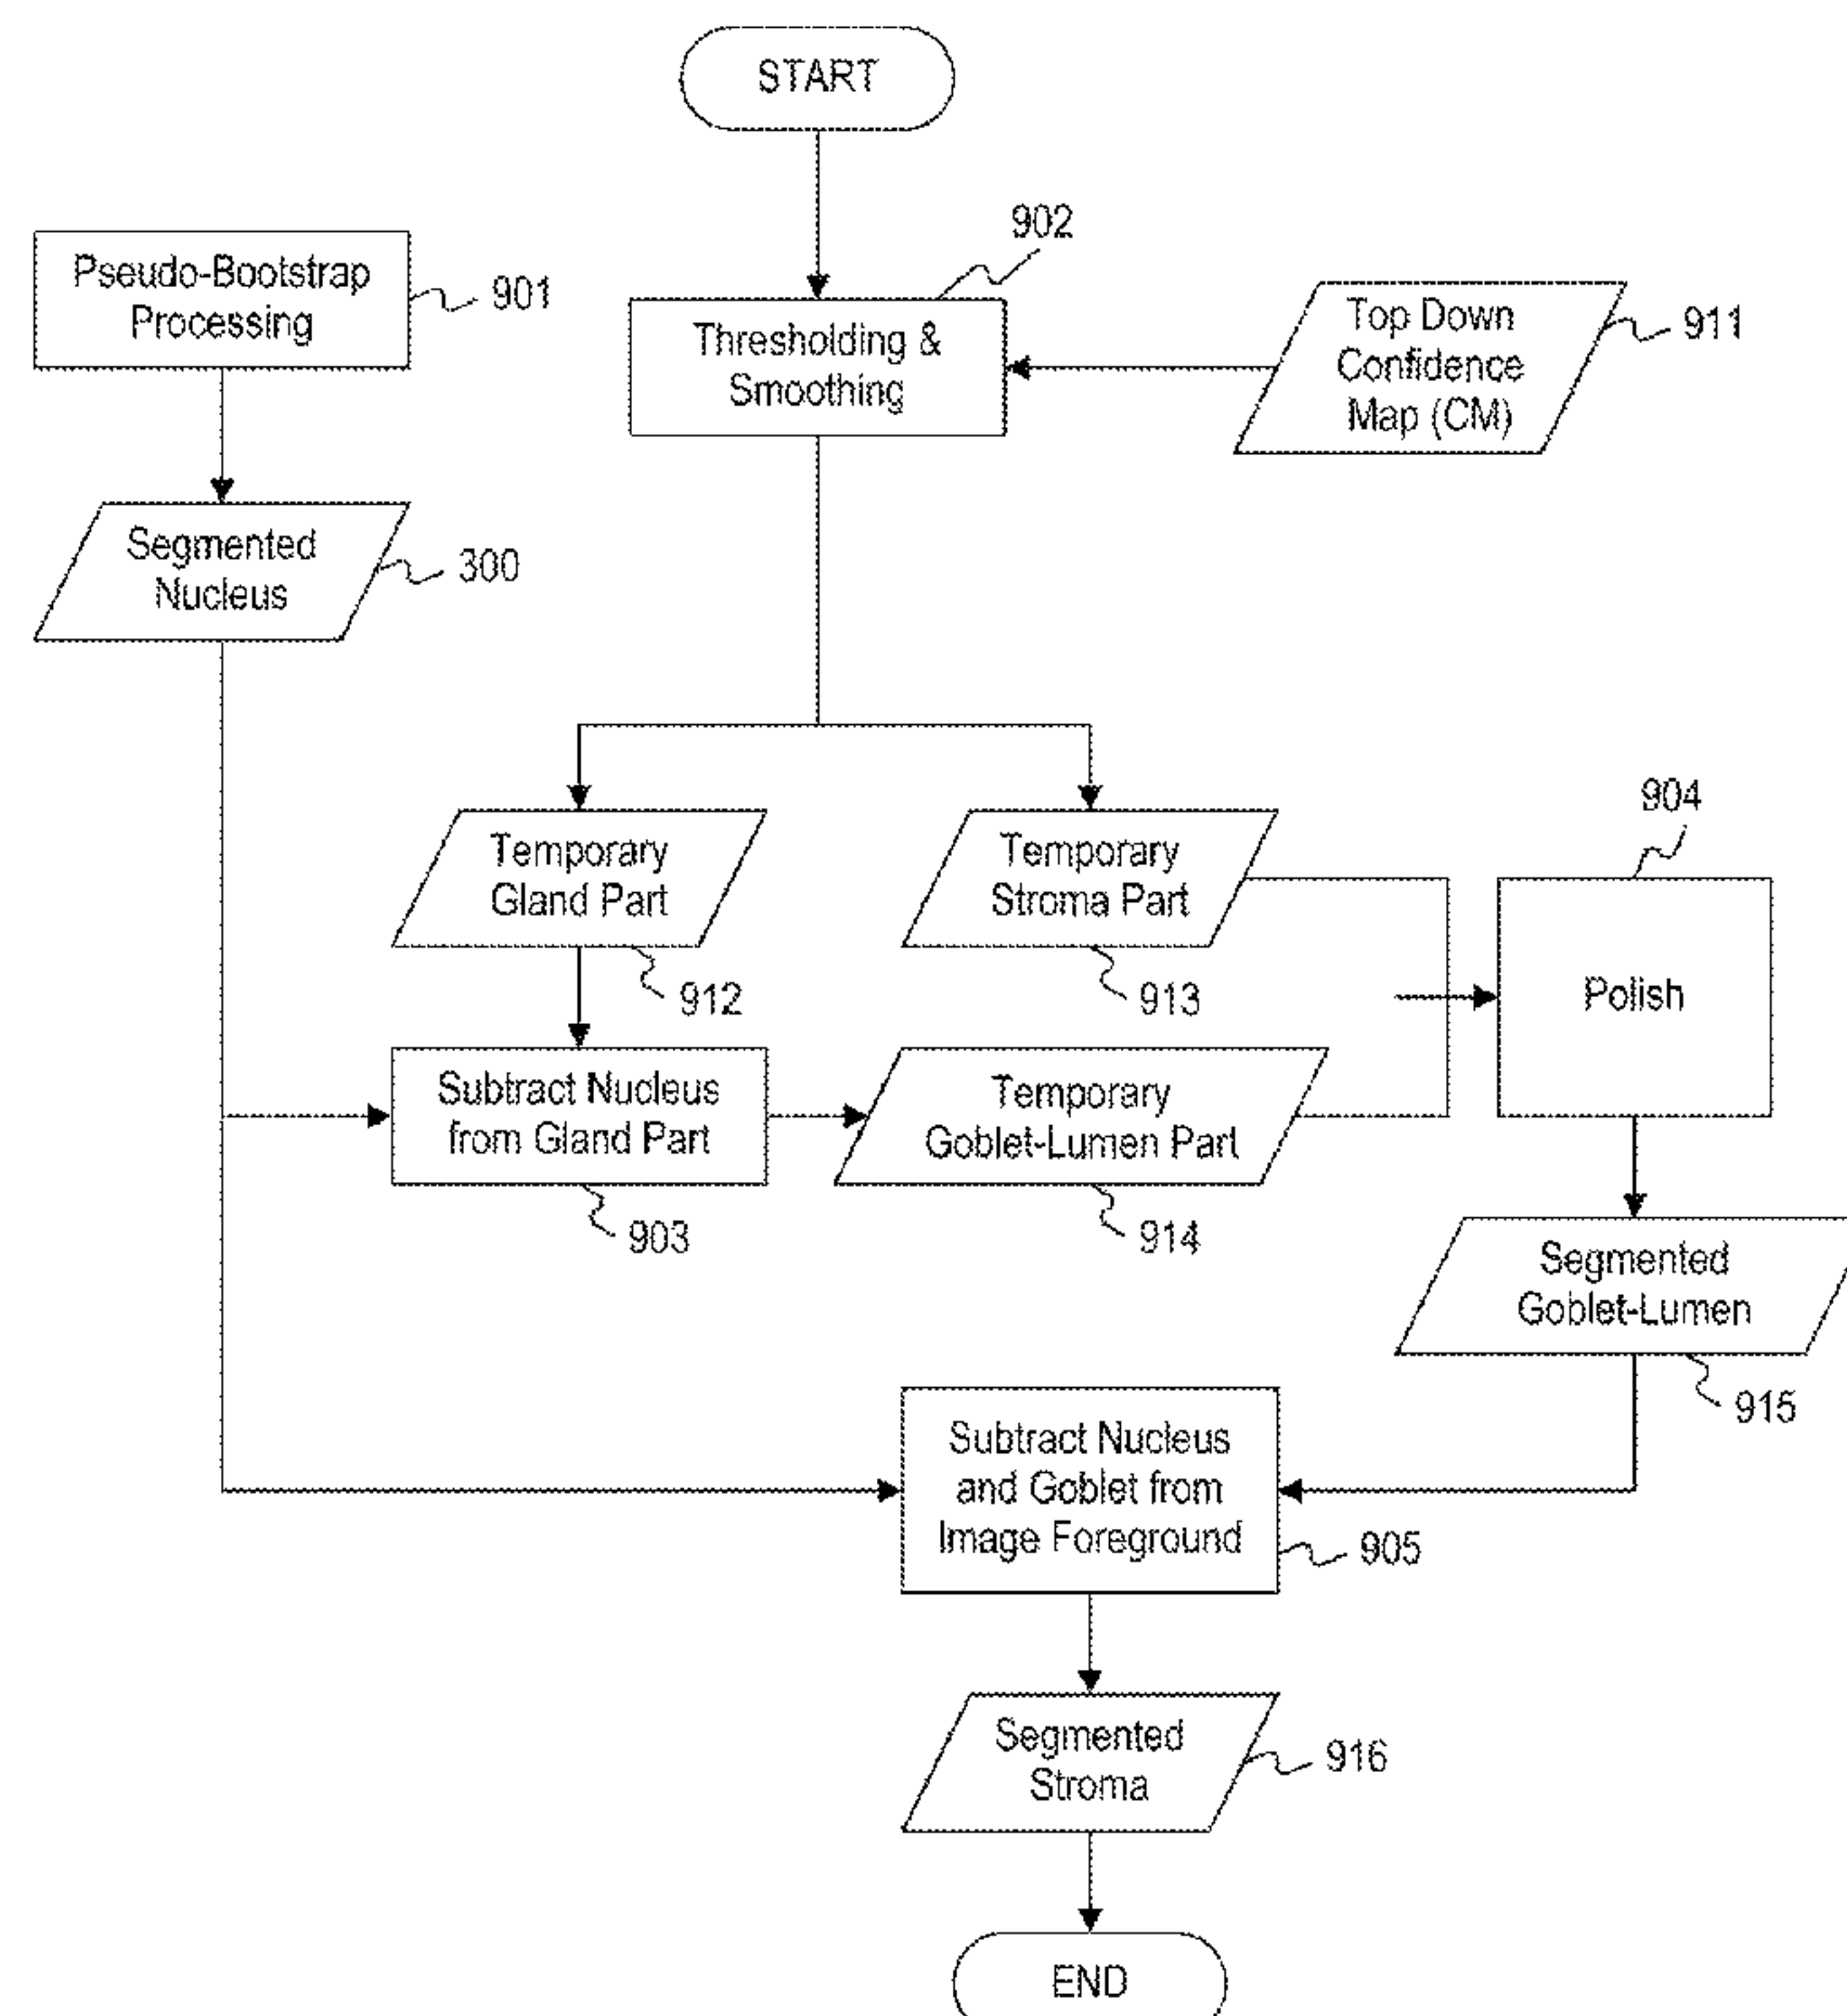 START
902
Pseudo-Bootstrap
Processing
901
Thresholding &
Smoothing
Top Down
Confidence
Map (CM)
911
Segmented
Nucleus
300
904
Temporary
Gland Part
912
Temporary
Stroma Part
913
Polish
Subtract Nucleus
from Gland Part
903
Temporary
Goblet-Lumen Part
914
Segmented
Goblet-Lumen
915
Subtract Nucleus
and Goblet from
Image Foreground
905
Segmented
Stroma
916
END